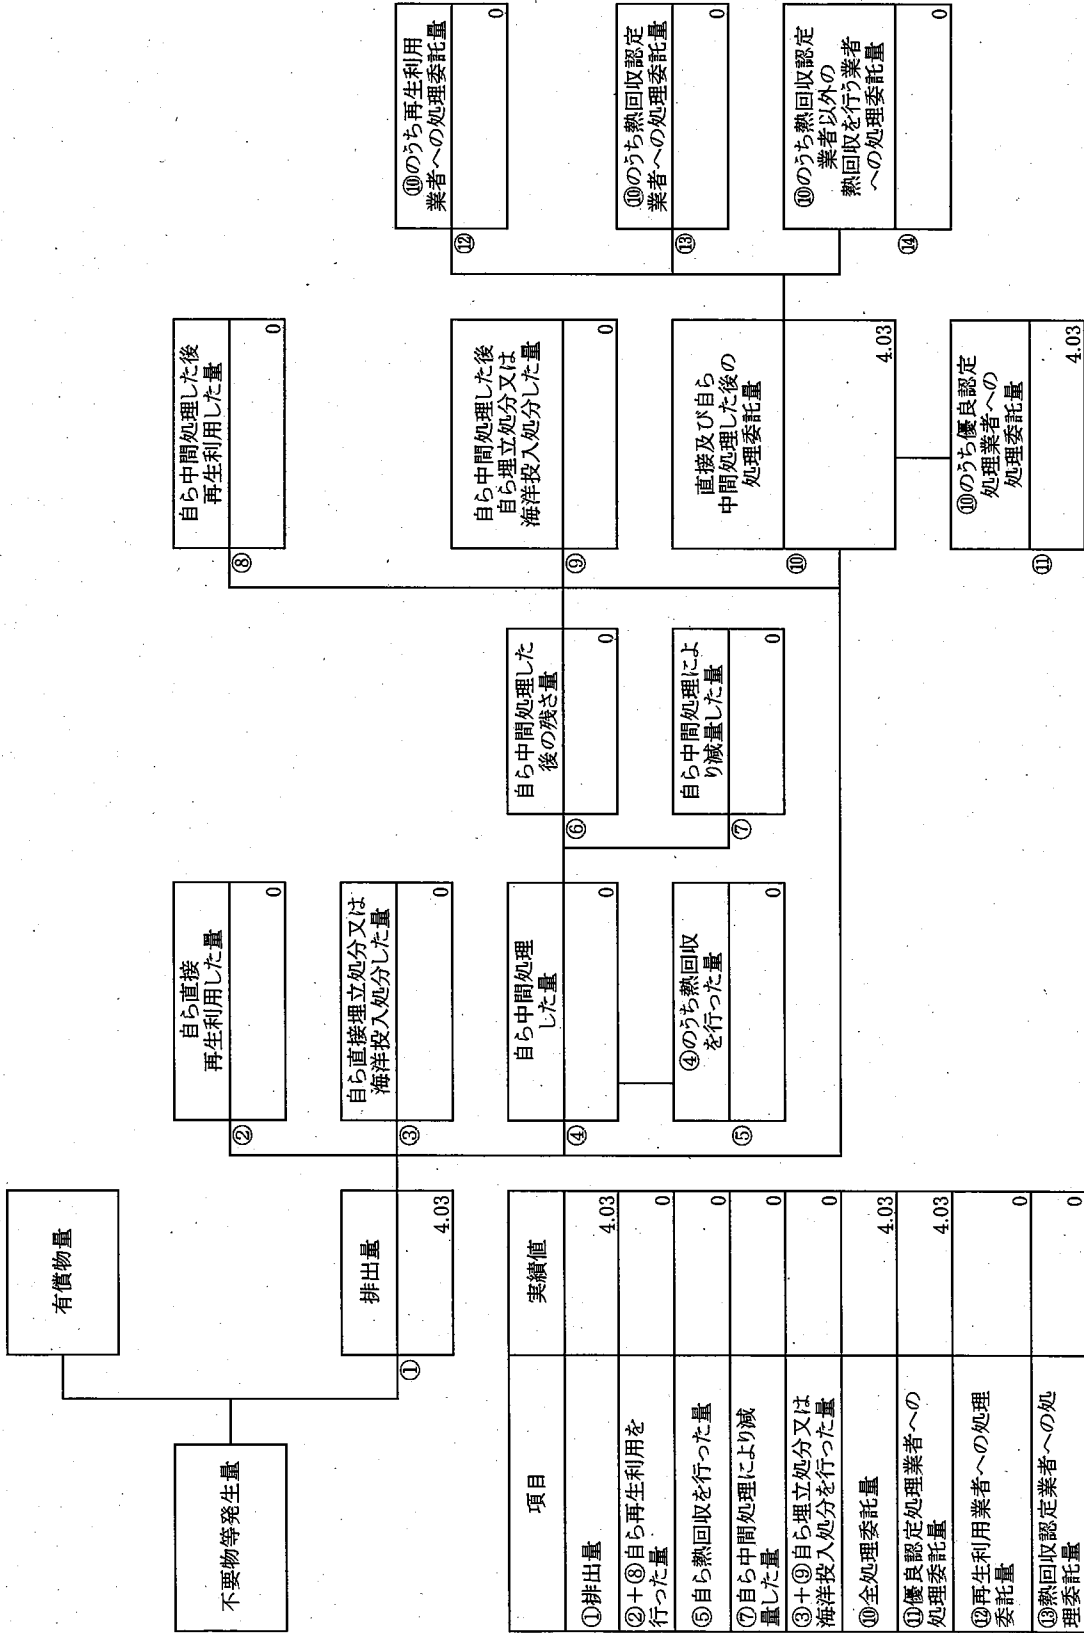 不要物等発生量
有償物量
①
排出量
4.03
②
自ら直接
再生利用した量
0
③
自ら直接埋立処分又は
海洋投入処分した量
0
④
自ら中間処理
した量
0
⑤
④のうち熱回収
を行った量
0
⑥
自ら中間処理した
後の残さ量
0
⑦
自ら中間処理によ
り減量した量
0
⑧
自ら中間処理した後
再生利用した量
0
⑨
自ら中間処理した後
自ら埋立処分又は
海洋投入処分した量
0
⑩
直接及び自ら
中間処理した後の
処理委託量
4.03
⑪
⑩のうち優良認定
処理業者への
処理委託量
4.03
⑫
⑩のうち再生利用
業者への処理委託量
0
⑬
⑩のうち熱回収認定
業者への処理委託量
0
⑭
⑩のうち熱回収認定
業者以外の
熱回収を行う業者
への処理委託量
0
項目 実績値
①排出量 4.03
②+⑧自ら再生利用を
行った量 0
⑤自ら熱回収を行った量 0
⑦自ら中間処理により減
量した量 0
③+⑨自ら埋立処分又は
海洋投入処分を行った量 0
⑩全処理委託量 4.03
⑪優良認定処理業者への
処理委託量 4.03
⑫再生利用業者への処理
委託量 0
⑬熱回収認定業者への処
理委託量 0